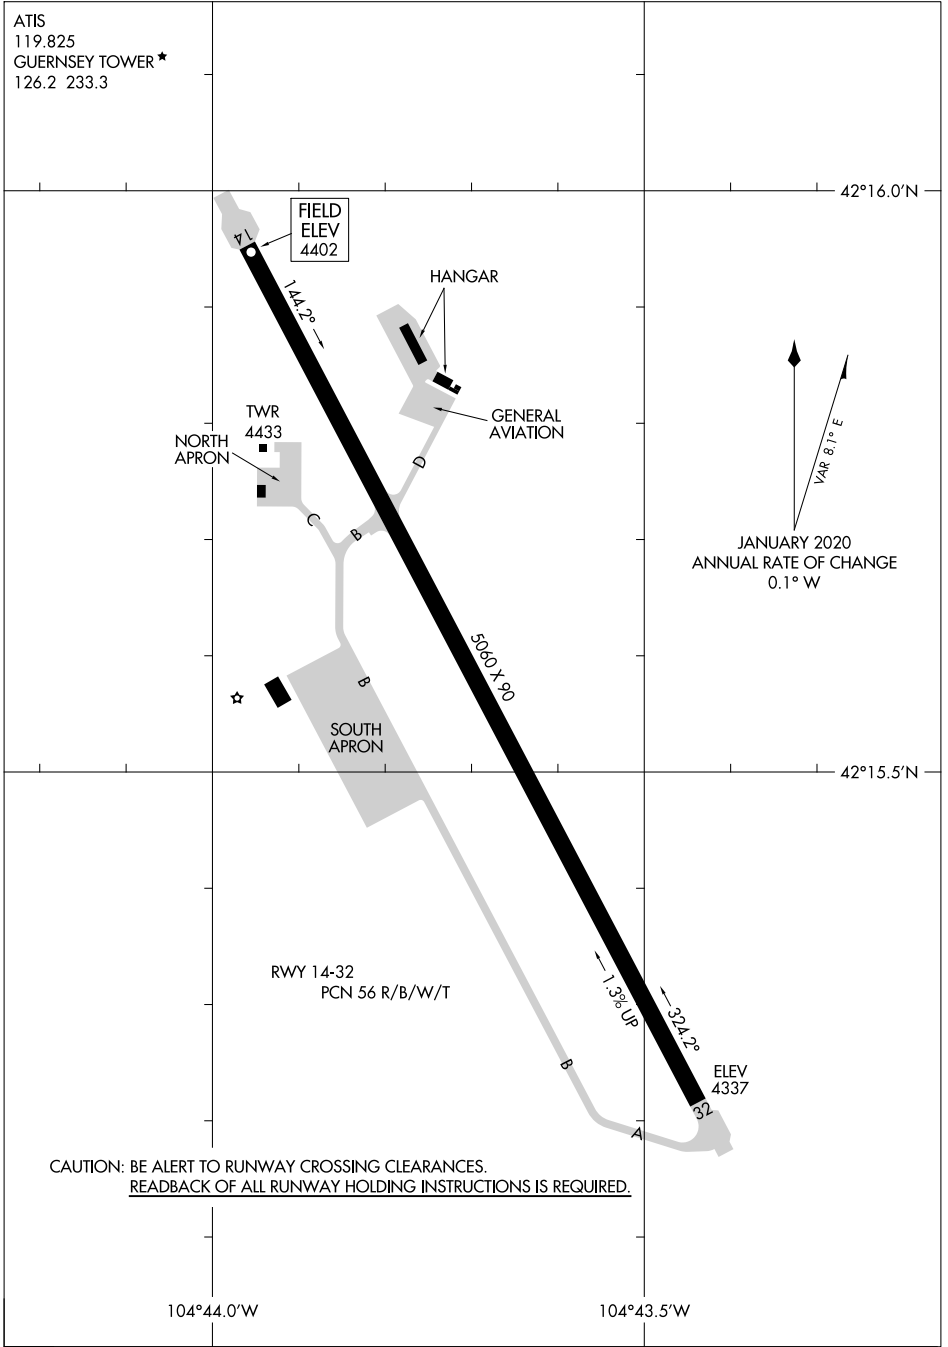 ATIS
119.825
GUERNSEY TOWER ★
126.2 233.3
42°16.0'N
FIELD
ELEV
4402
14
144.2°
HANGAR
TWR
4433
NORTH
APRON
GENERAL
AVIATION
D
C
B
VAR 8.1° E
JANUARY 2020
ANNUAL RATE OF CHANGE
0.1° W
5060 X 90
B
SOUTH
APRON
42°15.5'N
RWY 14-32
PCN 56 R/B/W/T
1.3% UP
324.2°
B
ELEV
4337
32
A
CAUTION: BE ALERT TO RUNWAY CROSSING CLEARANCES.
READBACK OF ALL RUNWAY HOLDING INSTRUCTIONS IS REQUIRED.
104°44.0'W
104°43.5'W